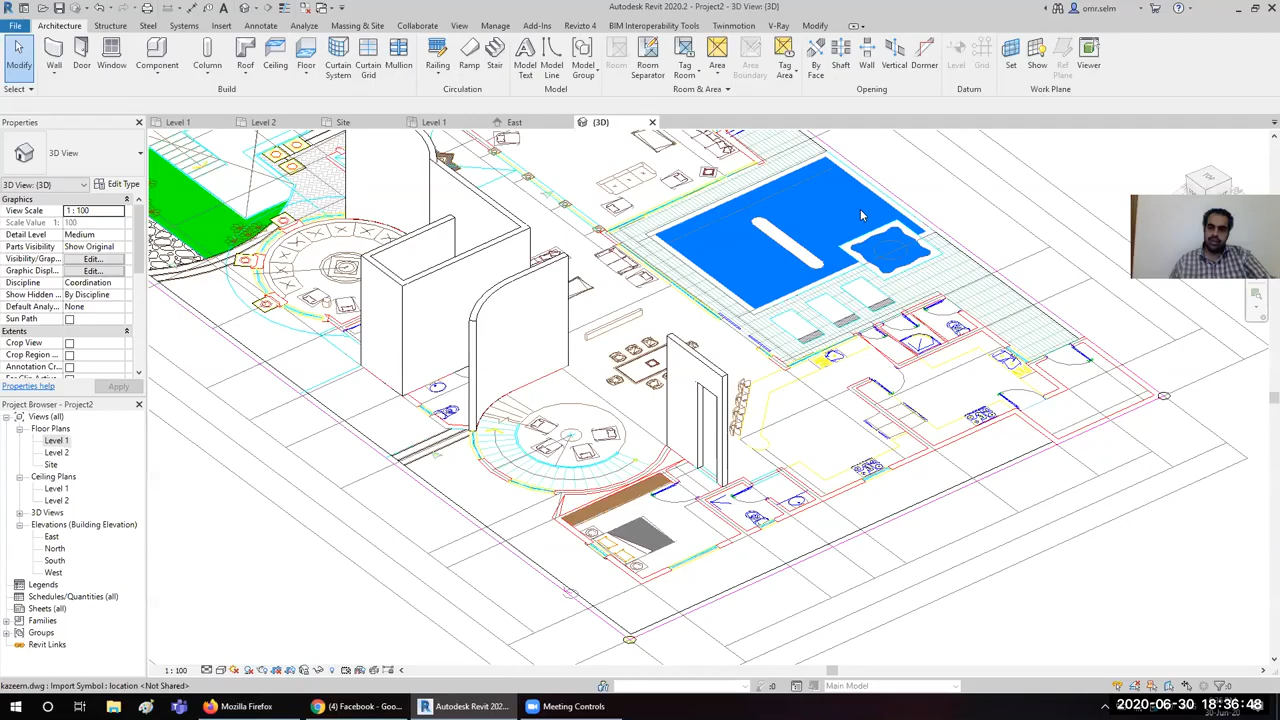 Autodesk Revit 2020.2 - Project2 - 3D View: {3D}
omr.selm
File Architecture Structure Steel Systems Insert Annotate Analyze Massing & Site Collaborate View Manage Add-Ins Revizto 4 BIM Interoperability Tools Twinmotion V-Ray Modify
Modify Wall Door Window Component Column Roof Ceiling Floor Curtain System Curtain Grid Mullion Railing Ramp Stair Model Text Model Line Model Group Room Room Separator Tag Room Area Area Boundary Tag Area By Face Shaft Wall Vertical Dormer Level Grid Set Show Ref Plane Viewer
Select Build Circulation Model Room & Area Opening Datum Work Plane
Properties
Level 1 Level 2 Site Level 1 East {3D}
3D View
3D View: {3D} Edit Type
Graphics
View Scale 1 : 100
Scale Value 1: 100
Detail Level Medium
Parts Visibility Show Original
Visibility/Grap... Edit...
Graphic Displ... Edit...
Discipline Coordination
Show Hidden ... By Discipline
Default Analy... None
Sun Path
Extents
Crop View
Crop Region ...
Annotation Cr...
Properties help Apply
Project Browser - Project2
Views (all)
Floor Plans
Level 1
Level 2
Site
Ceiling Plans
Level 1
Level 2
3D Views
Elevations (Building Elevation)
East
North
South
West
Legends
Schedules/Quantities (all)
Sheets (all)
Families
Groups
Revit Links
1 : 100
kazeem.dwg : Import Symbol : location <Not Shared>
:0 Main Model :0
Mozilla Firefox (4) Facebook - Goo... Autodesk Revit 202... Meeting Controls
2020-06-30 18:36:48